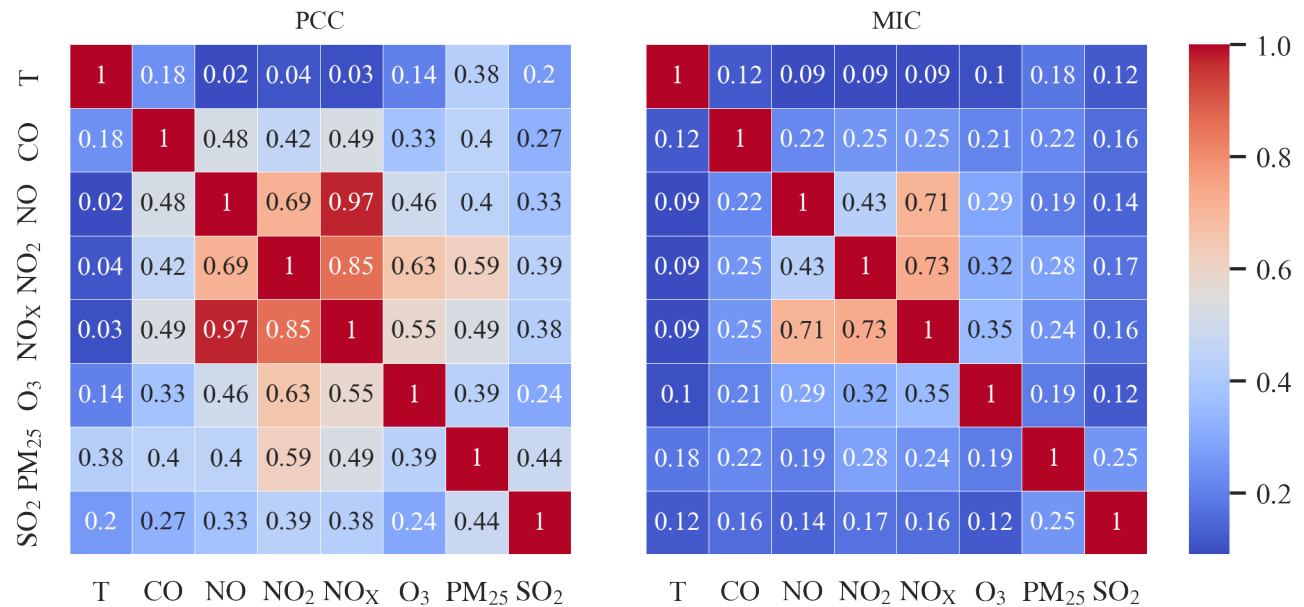 PCC MIC
T 1 0.18 0.02 0.04 0.03 0.14 0.38 0.2 1 0.12 0.09 0.09 0.09 0.1 0.18 0.12 1.0
CO 0.18 1 0.48 0.42 0.49 0.33 0.4 0.27 0.12 1 0.22 0.25 0.25 0.21 0.22 0.16 0.8
NO 0.02 0.48 1 0.69 0.97 0.46 0.4 0.33 0.09 0.22 1 0.43 0.71 0.29 0.19 0.14
NO₂ 0.04 0.42 0.69 1 0.85 0.63 0.59 0.39 0.09 0.25 0.43 1 0.73 0.32 0.28 0.17 0.6
NOX 0.03 0.49 0.97 0.85 1 0.55 0.49 0.38 0.09 0.25 0.71 0.73 1 0.35 0.24 0.16
O₃ 0.14 0.33 0.46 0.63 0.55 1 0.39 0.24 0.1 0.21 0.29 0.32 0.35 1 0.19 0.12 0.4
PM₂₅ 0.38 0.4 0.4 0.59 0.49 0.39 1 0.44 0.18 0.22 0.19 0.28 0.24 0.19 1 0.25
SO₂ 0.2 0.27 0.33 0.39 0.38 0.24 0.44 1 0.12 0.16 0.14 0.17 0.16 0.12 0.25 1 0.2
T CO NO NO₂ NOX O₃ PM₂₅ SO₂ T CO NO NO₂ NOX O₃ PM₂₅ SO₂